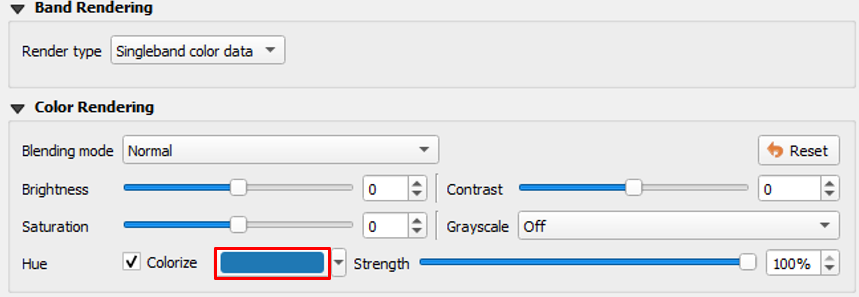 Band Rendering
Render type Singleband color data
Color Rendering
Blending mode Normal Reset
Brightness 0 Contrast 0
Saturation 0 Grayscale Off
Hue Colorize Strength 100%